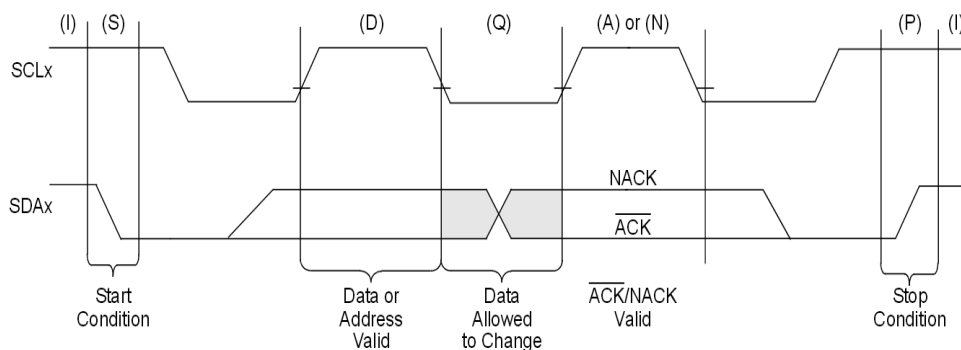 (I) (S) (D) (Q) (A) or (N) (P) (I)
SCLx
NACK
SDAx
ACK
Start
Condition
Data or
Address
Valid
Data
Allowed
to Change
ACK/NACK
Valid
Stop
Condition